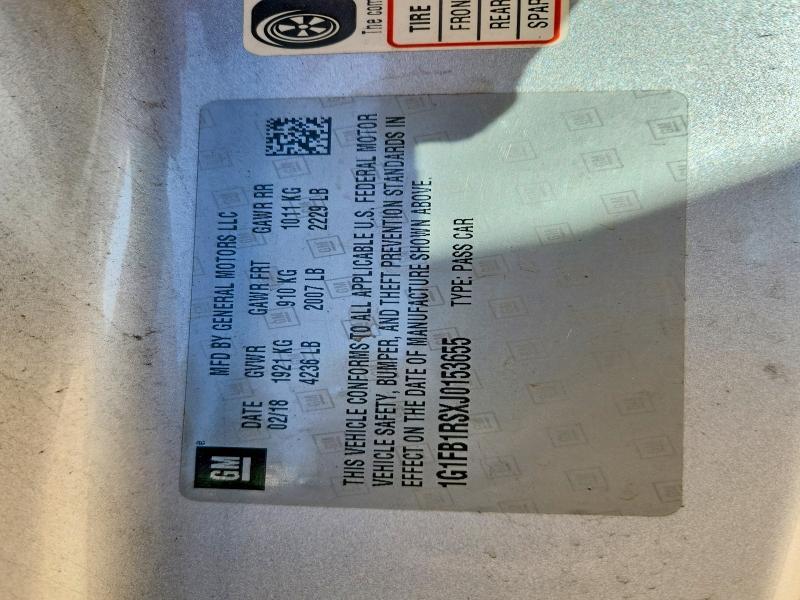 The com
TIRE
FRON
REAR
SPAR
GM
MFD BY GENERAL MOTORS LLC
DATE GVWR GAWR FRT GAWR RR
02/18 1921 KG 910 KG 1011 KG
4236 LB 2007 LB 2229 LB
THIS VEHICLE CONFORMS TO ALL APPLICABLE U.S. FEDERAL MOTOR
VEHICLE SAFETY, BUMPER, AND THEFT PREVENTION STANDARDS IN
EFFECT ON THE DATE OF MANUFACTURE SHOWN ABOVE.
1G1FB1RSXJ0153655 TYPE: PASS CAR